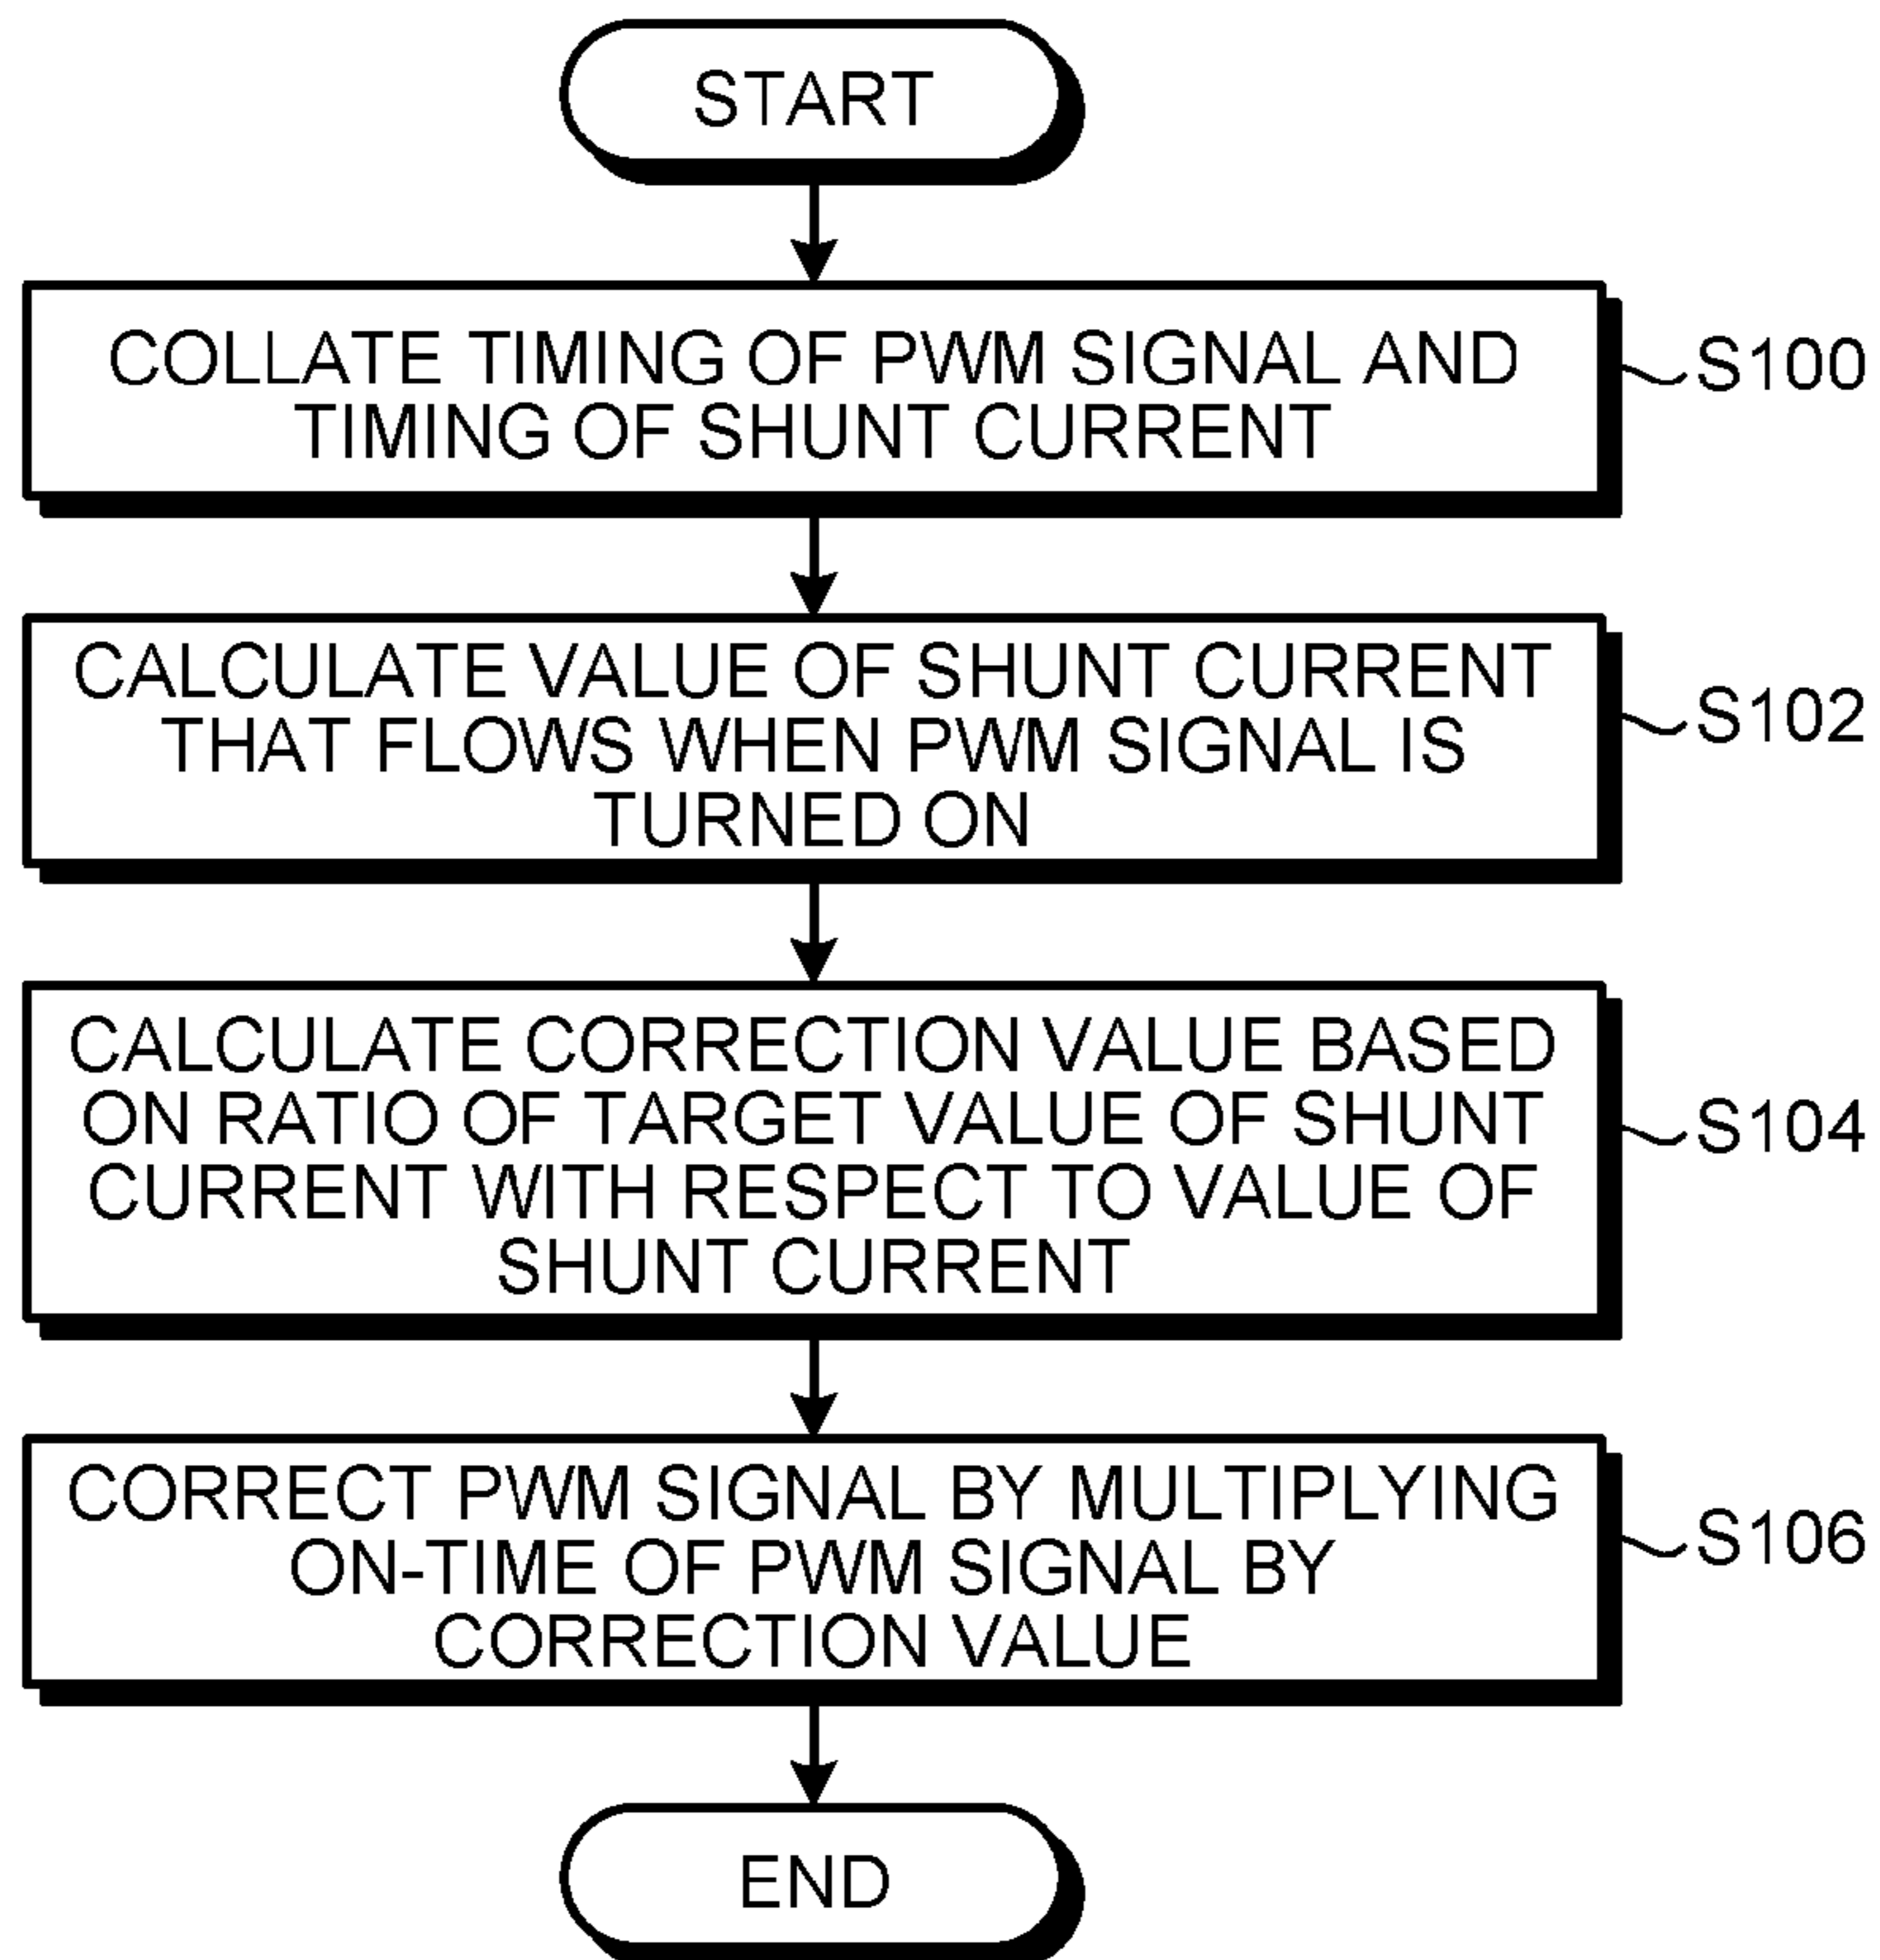 START
COLLATE TIMING OF PWM SIGNAL AND
TIMING OF SHUNT CURRENT
S100
CALCULATE VALUE OF SHUNT CURRENT
THAT FLOWS WHEN PWM SIGNAL IS
TURNED ON
S102
CALCULATE CORRECTION VALUE BASED
ON RATIO OF TARGET VALUE OF SHUNT
CURRENT WITH RESPECT TO VALUE OF
SHUNT CURRENT
S104
CORRECT PWM SIGNAL BY MULTIPLYING
ON-TIME OF PWM SIGNAL BY
CORRECTION VALUE
S106
END